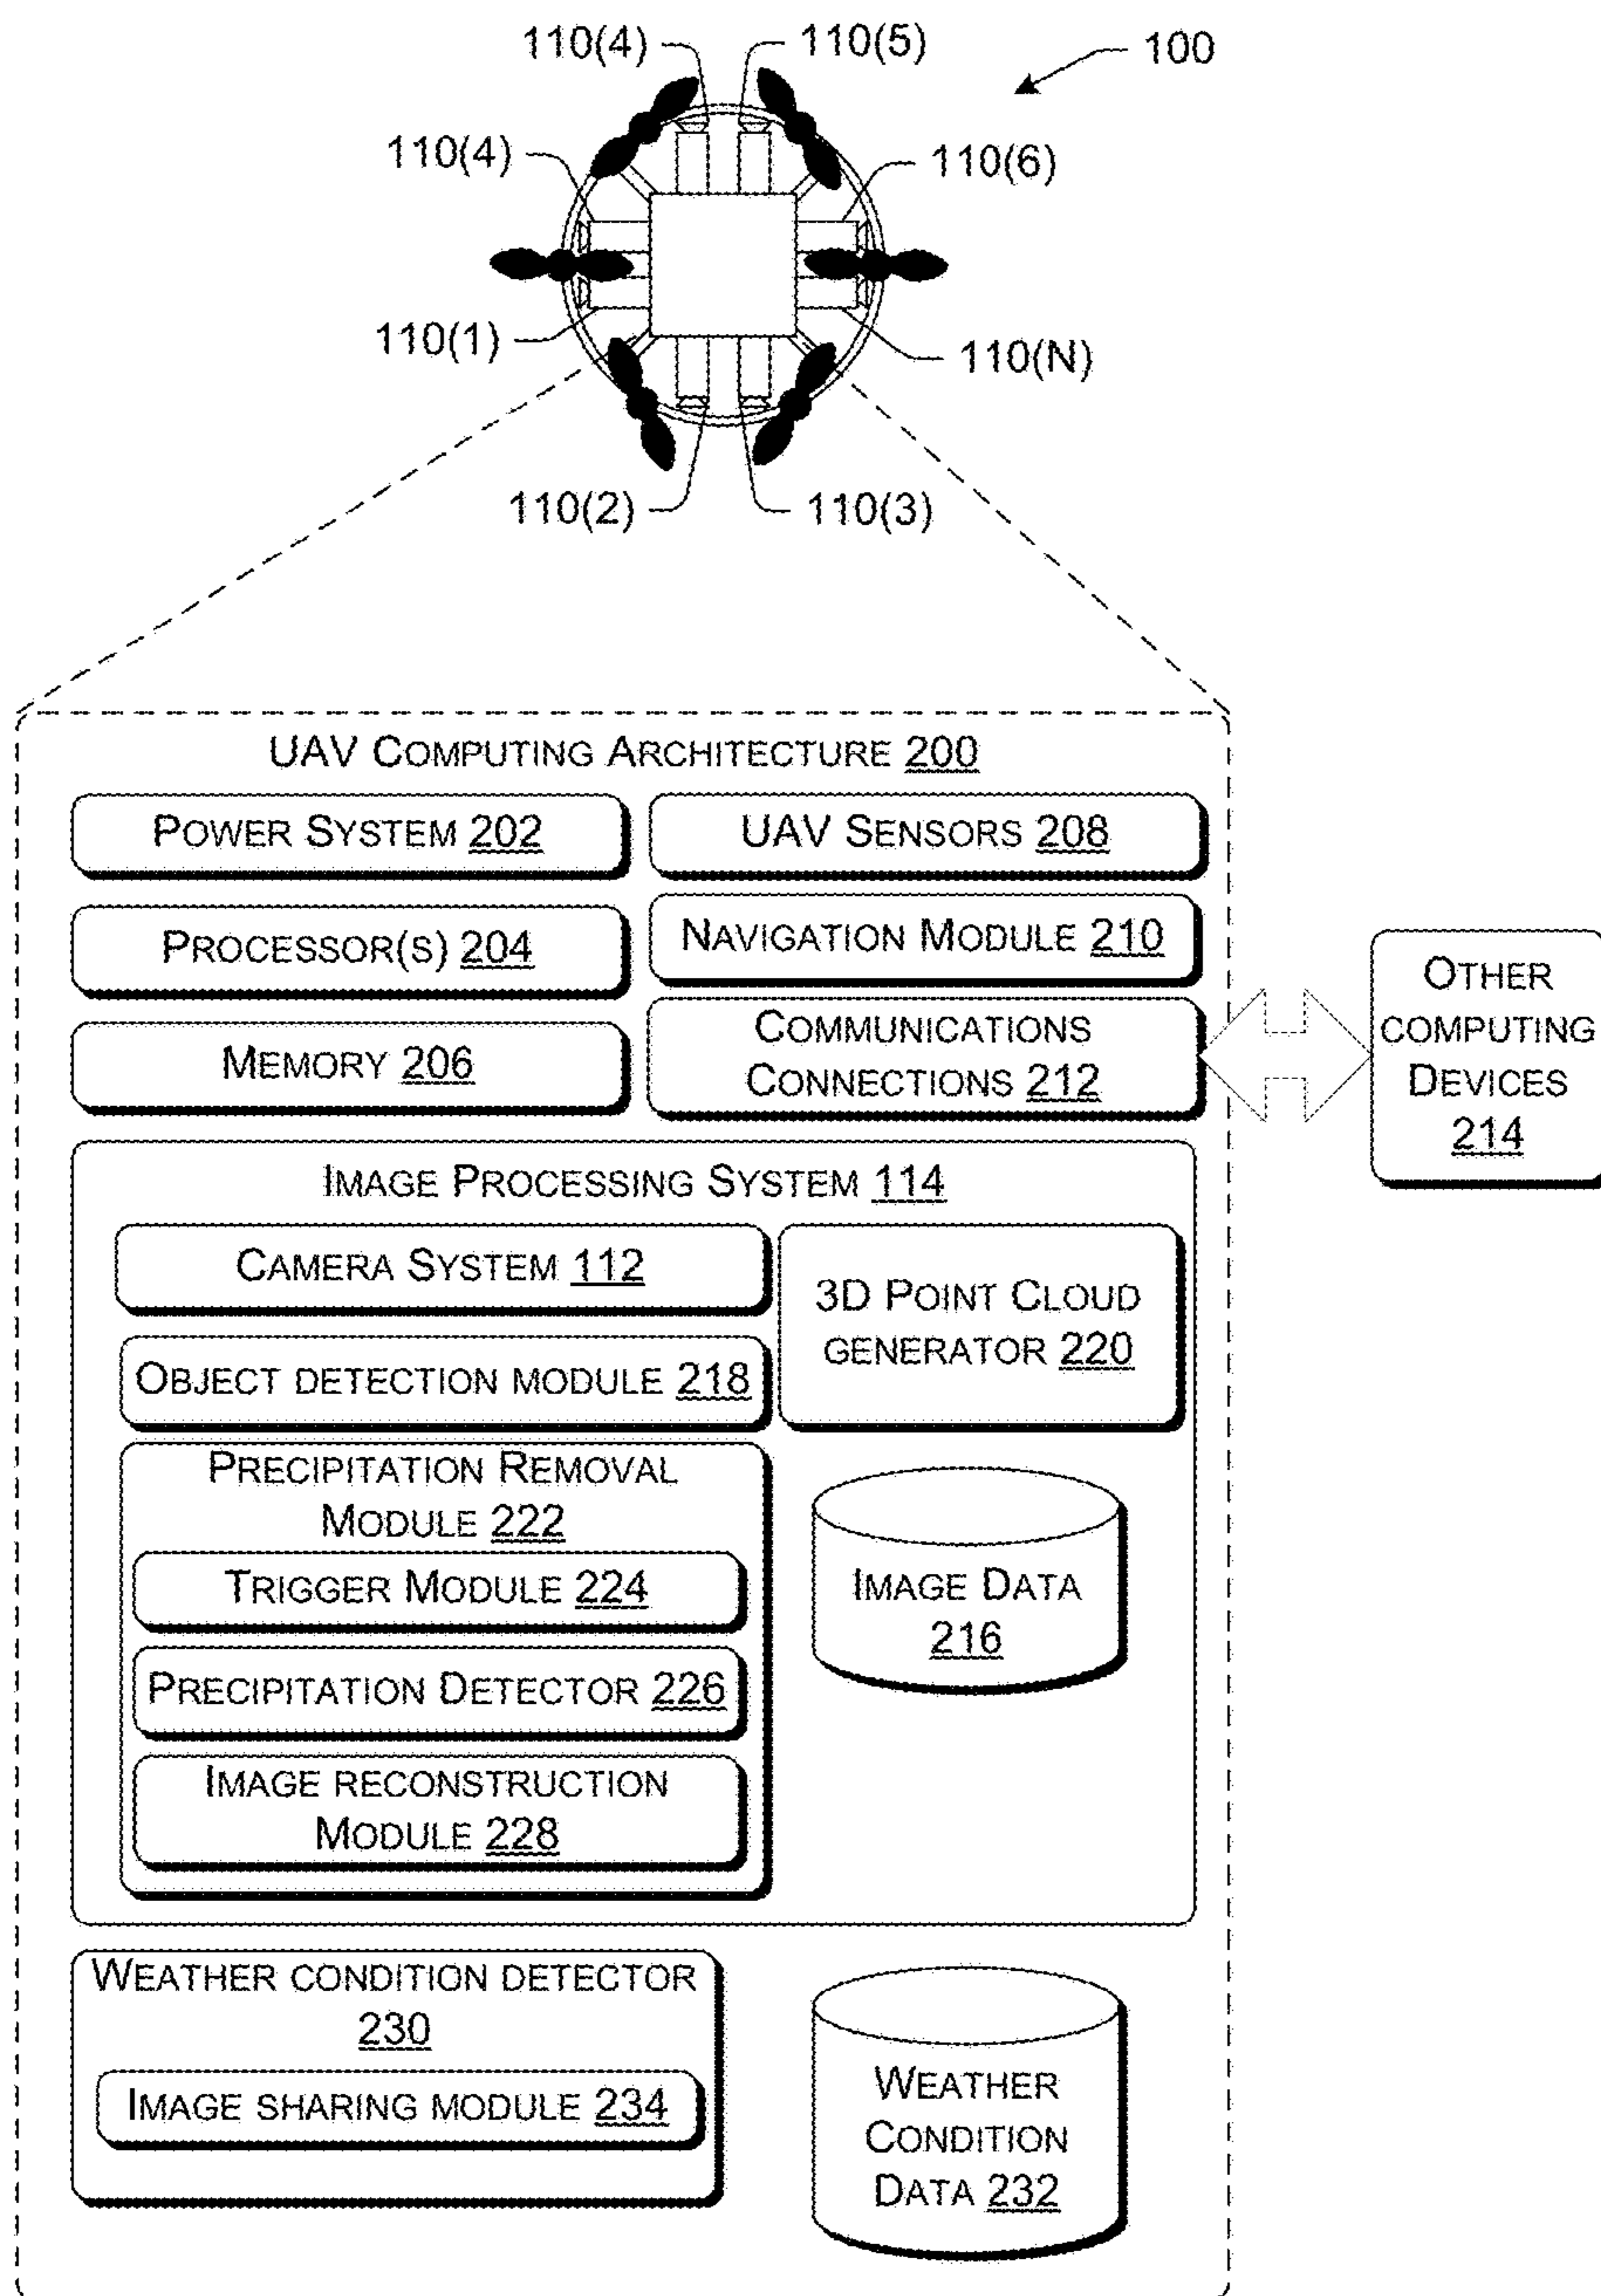 110(4)
110(5)
100
110(4)
110(6)
110(1)
110(N)
110(2)
110(3)
UAV COMPUTING ARCHITECTURE 200
POWER SYSTEM 202
UAV SENSORS 208
PROCESSOR(S) 204
NAVIGATION MODULE 210
MEMORY 206
COMMUNICATIONS
CONNECTIONS 212
OTHER
COMPUTING
DEVICES
214
IMAGE PROCESSING SYSTEM 114
CAMERA SYSTEM 112
3D POINT CLOUD
GENERATOR 220
OBJECT DETECTION MODULE 218
PRECIPITATION REMOVAL
MODULE 222
TRIGGER MODULE 224
PRECIPITATION DETECTOR 226
IMAGE RECONSTRUCTION
MODULE 228
IMAGE DATA
216
WEATHER CONDITION DETECTOR
230
IMAGE SHARING MODULE 234
WEATHER
CONDITION
DATA 232